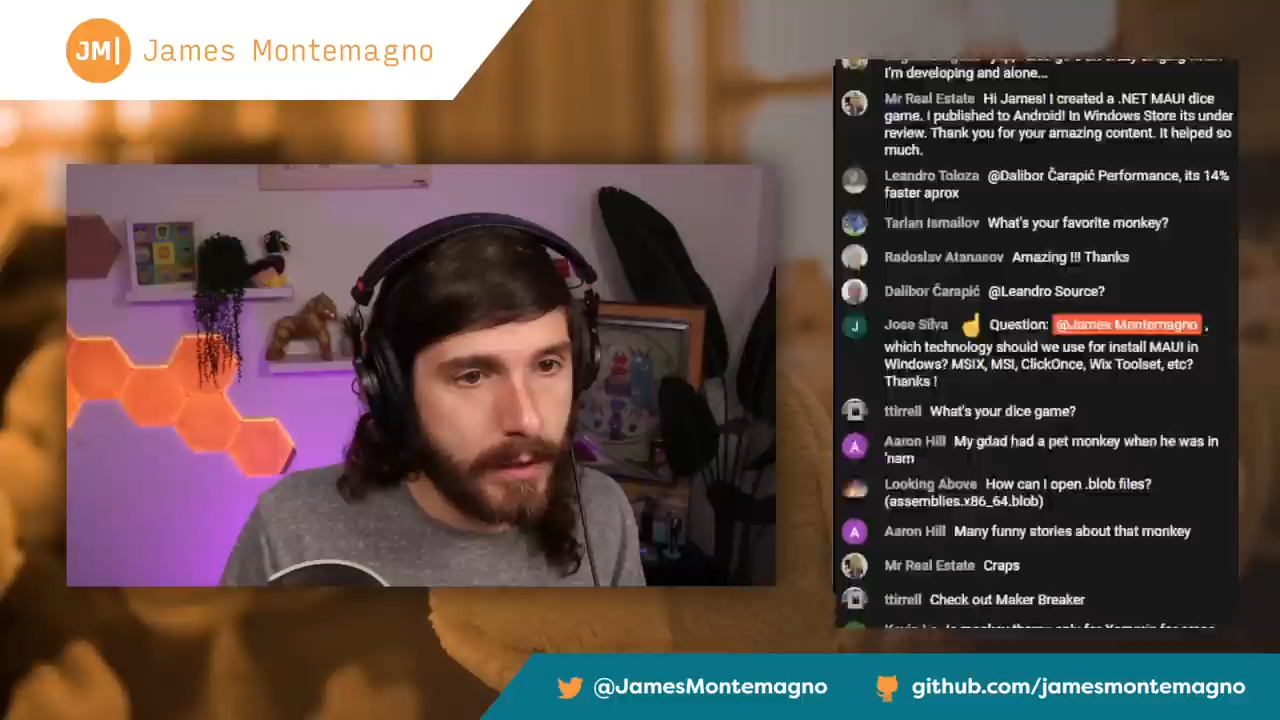 JM| James Montemagno
I'm developing and alone...
Mr Real Estate Hi James! I created a .NET MAUI dice
game. I published to Android! In Windows Store its under
review. Thank you for your amazing content. It helped so
much.
Leandro Toloza @Dalibor Čarapić Performance, its 14%
faster aprox
Tarlan Ismailov What's your favorite monkey?
Radoslav Atanasov Amazing !!! Thanks
Dalibor Čarapić @Leandro Source?
J Jose Silva ☝ Question: @James Montemagno ,
which technology should we use for install MAUI in
Windows? MSIX, MSI, ClickOnce, Wix Toolset, etc?
Thanks !
ttirrell What's your dice game?
A Aaron Hill My gdad had a pet monkey when he was in
'nam
Looking Above How can I open .blob files?
(assemblies.x86_64.blob)
A Aaron Hill Many funny stories about that monkey
Mr Real Estate Craps
ttirrell Check out Maker Breaker
@JamesMontemagno
github.com/jamesmontemagno